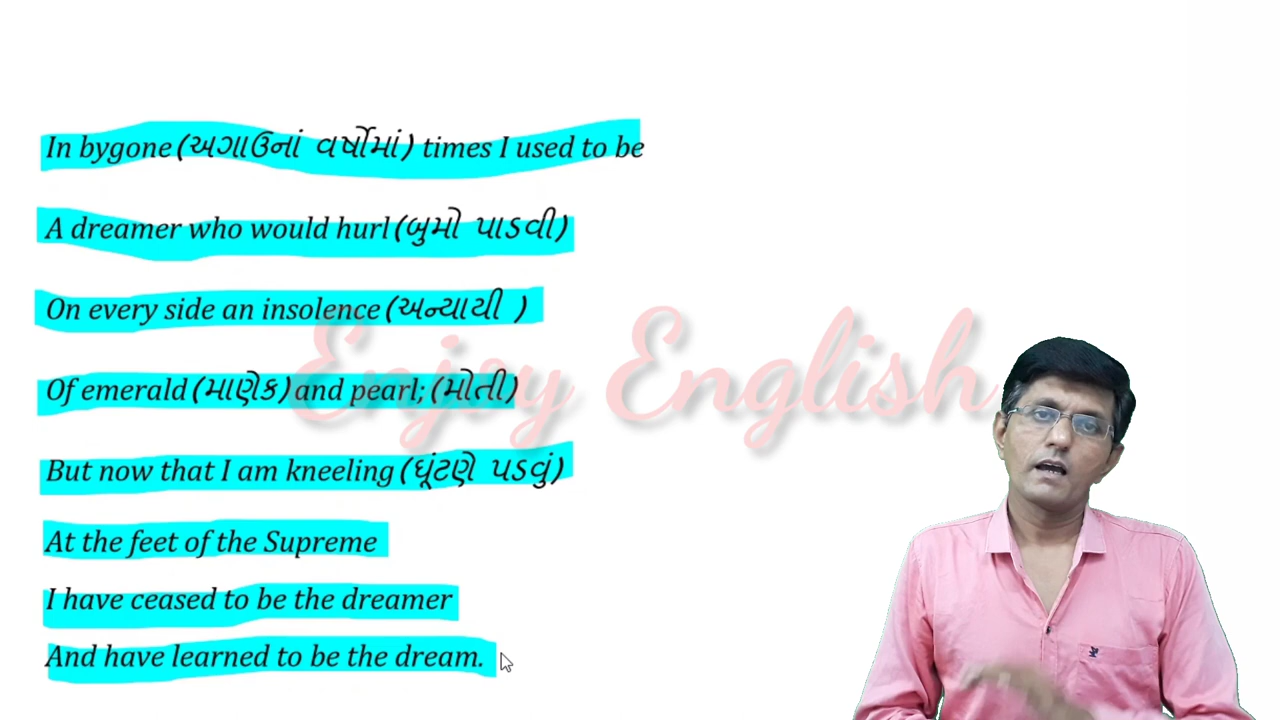 In bygone (અગાઉનાં વર્ષોમાં) times I used to be
A dreamer who would hurl (બુમો પાડવી)
On every side an insolence (અન્યાયી )
Of emerald (માણેક) and pearl; (મોતી)
But now that I am kneeling (ઘૂંટણે પડવું)
At the feet of the Supreme
I have ceased to be the dreamer
And have learned to be the dream.
Enjoy English